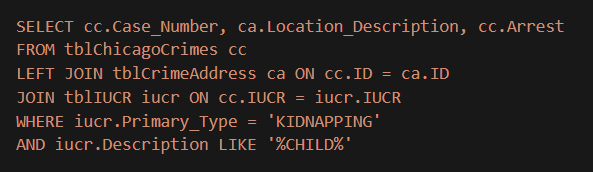 SELECT cc.Case_Number, ca.Location_Description, cc.Arrest
FROM tblChicagoCrimes cc
LEFT JOIN tblCrimeAddress ca ON cc.ID = ca.ID
JOIN tblIUCR iucr ON cc.IUCR = iucr.IUCR
WHERE iucr.Primary_Type = 'KIDNAPPING'
AND iucr.Description LIKE '%CHILD%'